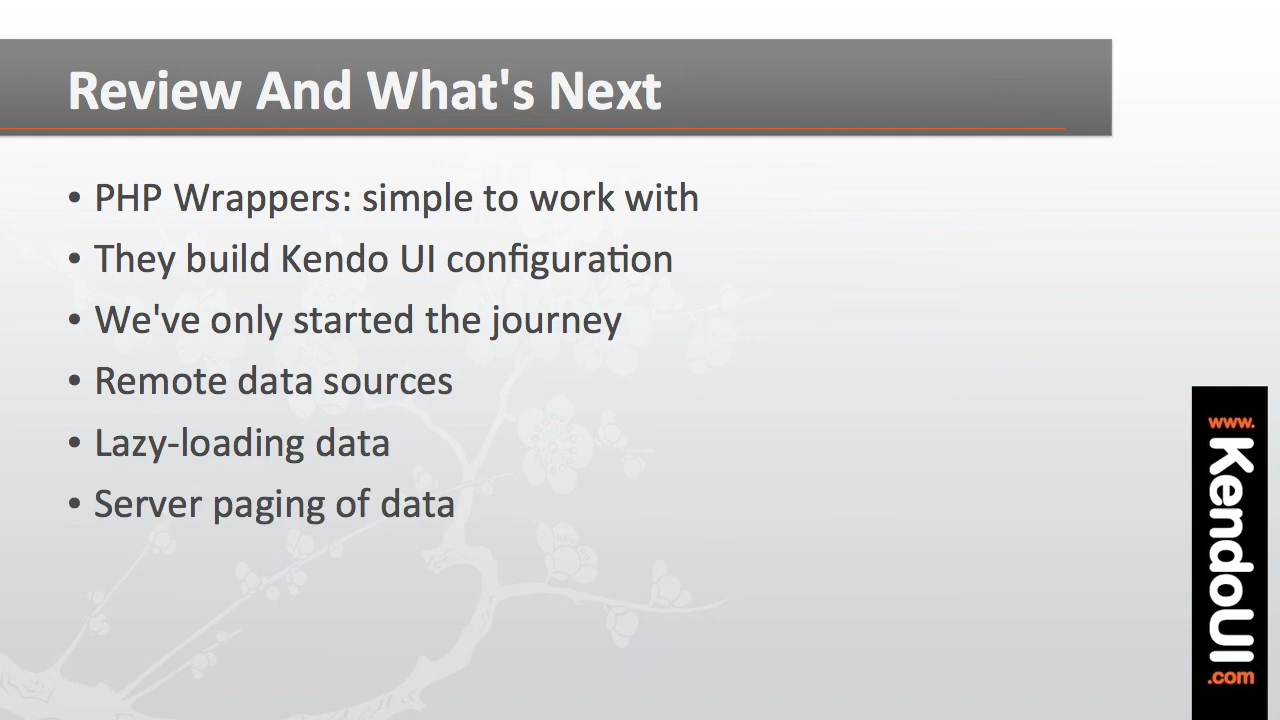 Review And What's Next
• PHP Wrappers: simple to work with
• They build Kendo UI configuration
• We've only started the journey
• Remote data sources
• Lazy-loading data
• Server paging of data
www.
KendoUI
.com